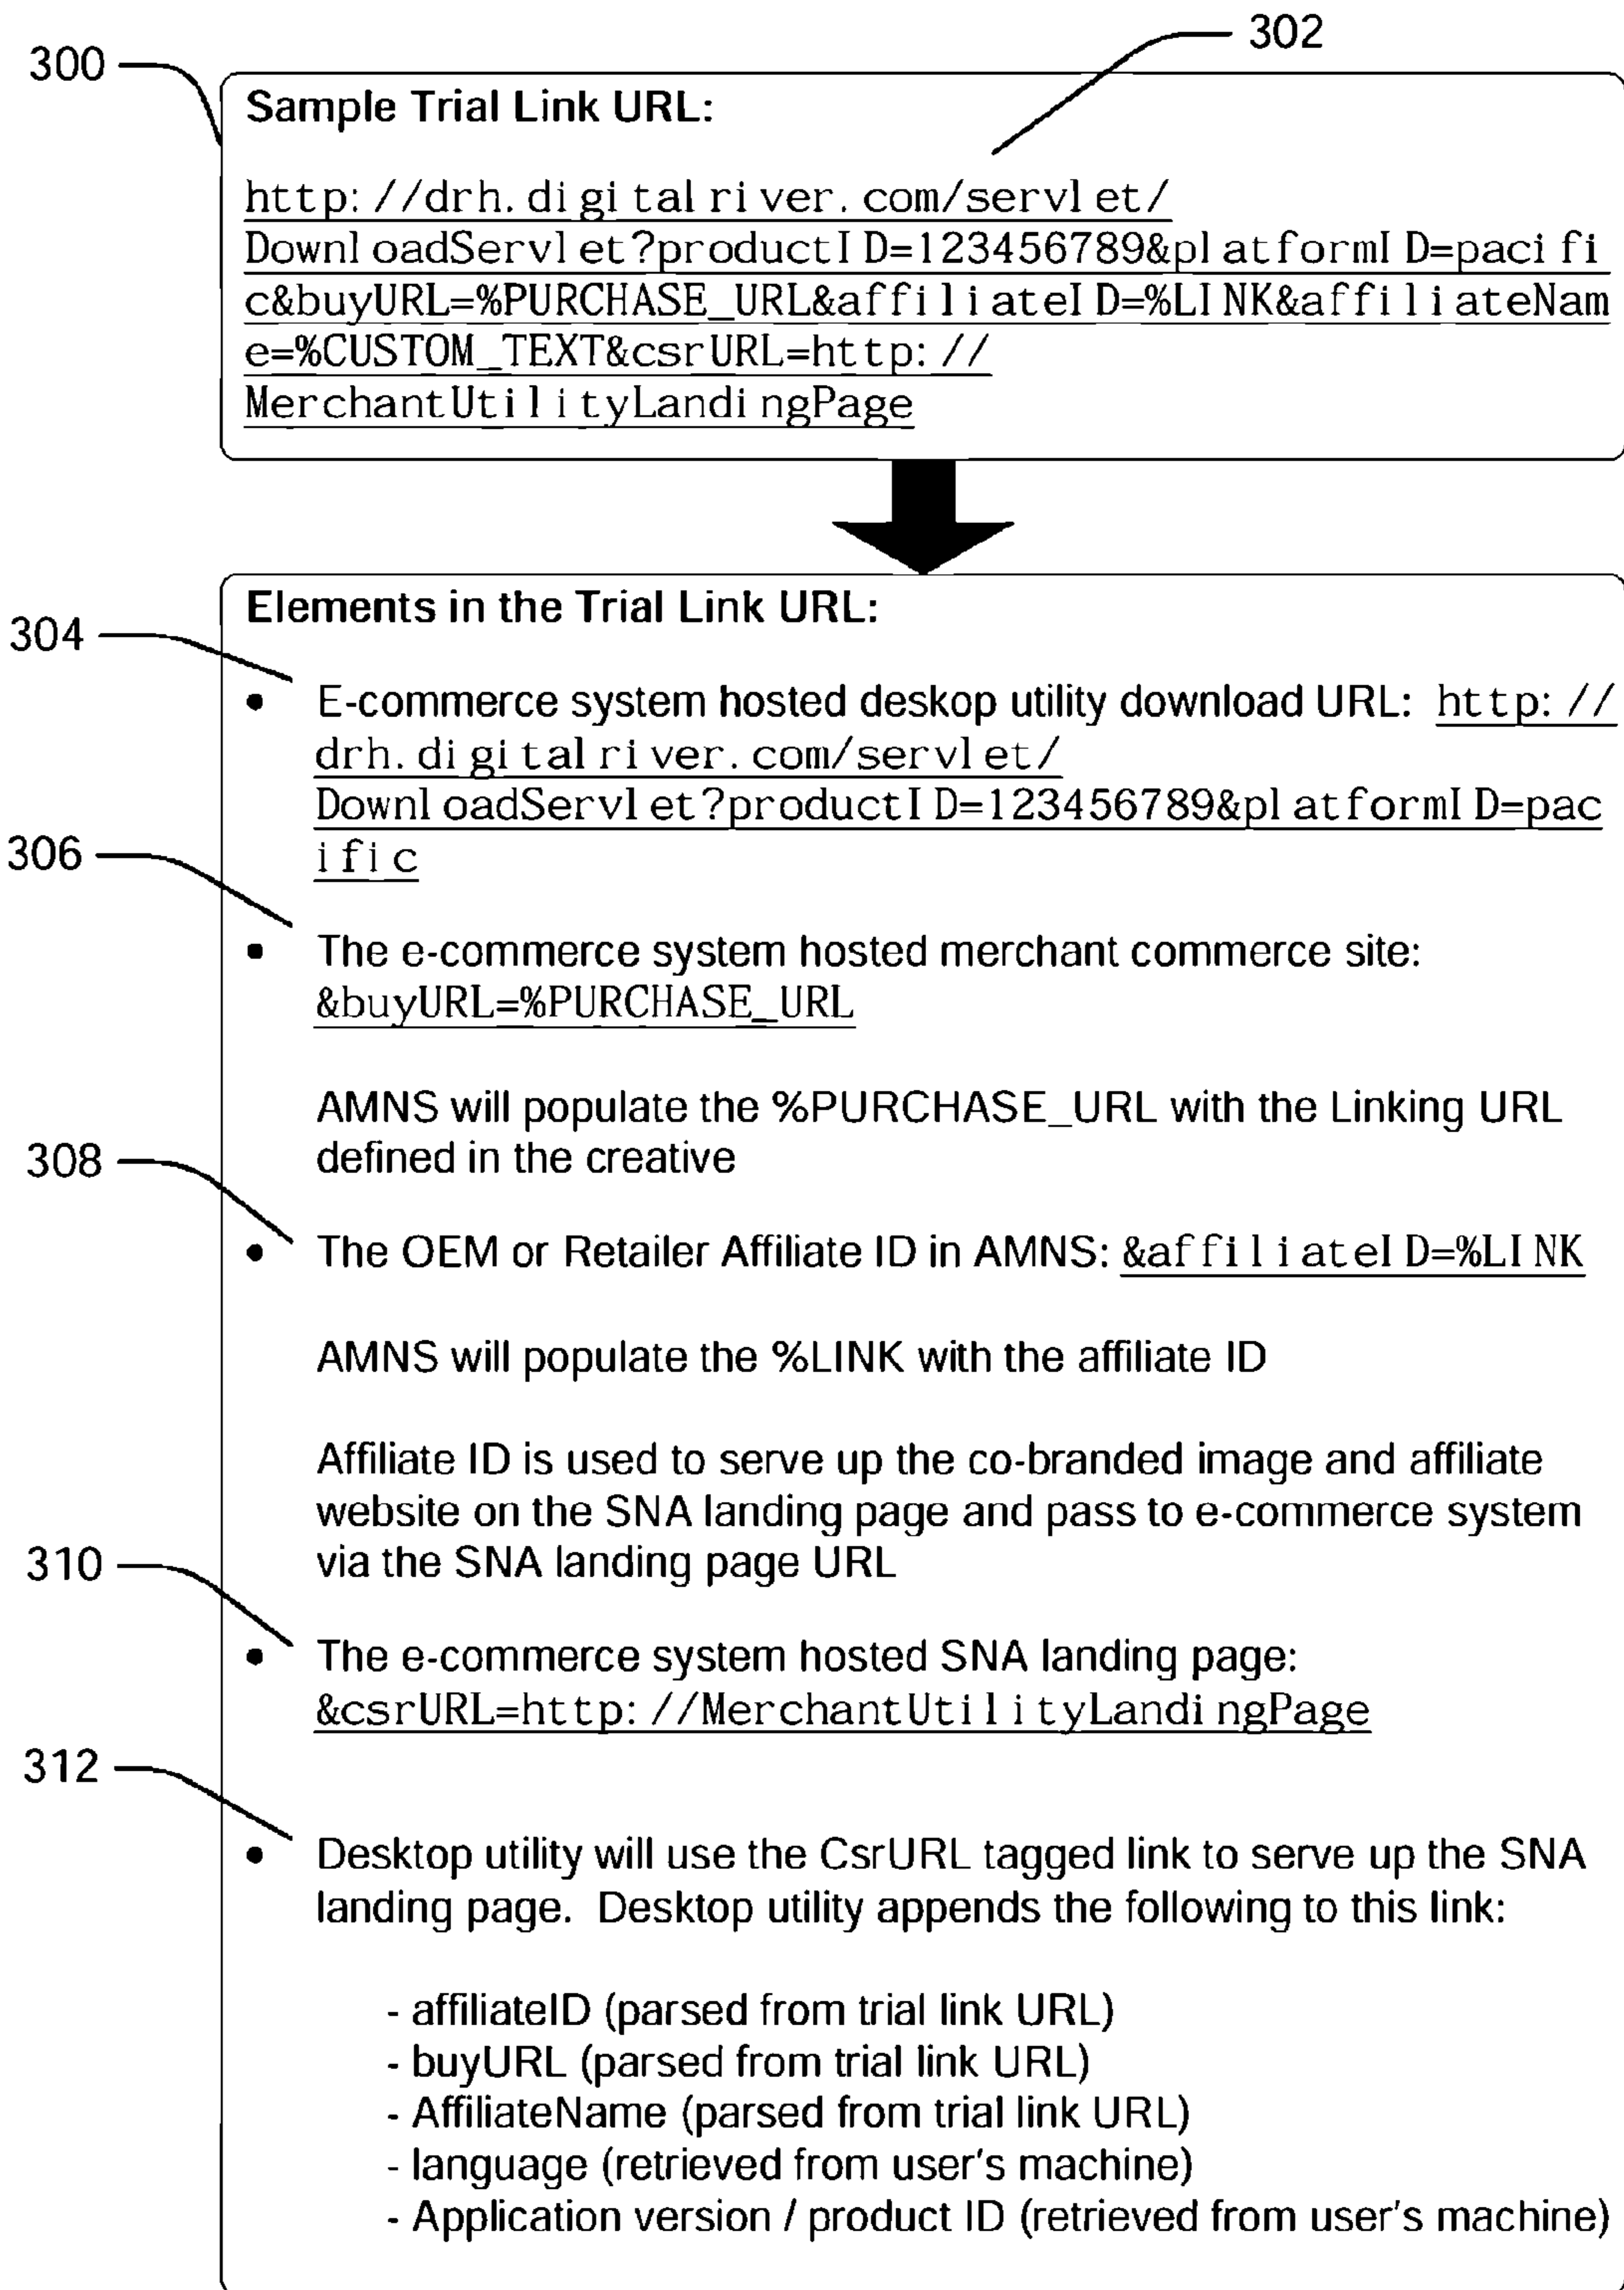 302
300
Sample Trial Link URL:
http://drh.digitalriver.com/servlet/
DownloadServlet?productID=123456789&platformID=pacifi
c&buyURL=%PURCHASE_URL&affiliateID=%LINK&affiliateNam
e=%CUSTOM_TEXT&csrURL=http://
MerchantUtilityLandingPage
Elements in the Trial Link URL:
304
• E-commerce system hosted deskop utility download URL: http://
drh.digitalriver.com/servlet/
DownloadServlet?productID=123456789&platformID=pac
ific
306
• The e-commerce system hosted merchant commerce site:
&buyURL=%PURCHASE_URL
AMNS will populate the %PURCHASE_URL with the Linking URL
defined in the creative
308
• The OEM or Retailer Affiliate ID in AMNS: &affiliateID=%LINK
AMNS will populate the %LINK with the affiliate ID
Affiliate ID is used to serve up the co-branded image and affiliate
website on the SNA landing page and pass to e-commerce system
via the SNA landing page URL
310
• The e-commerce system hosted SNA landing page:
&csrURL=http://MerchantUtilityLandingPage
312
• Desktop utility will use the CsrURL tagged link to serve up the SNA
landing page. Desktop utility appends the following to this link:
- affiliateID (parsed from trial link URL)
- buyURL (parsed from trial link URL)
- AffiliateName (parsed from trial link URL)
- language (retrieved from user's machine)
- Application version / product ID (retrieved from user's machine)